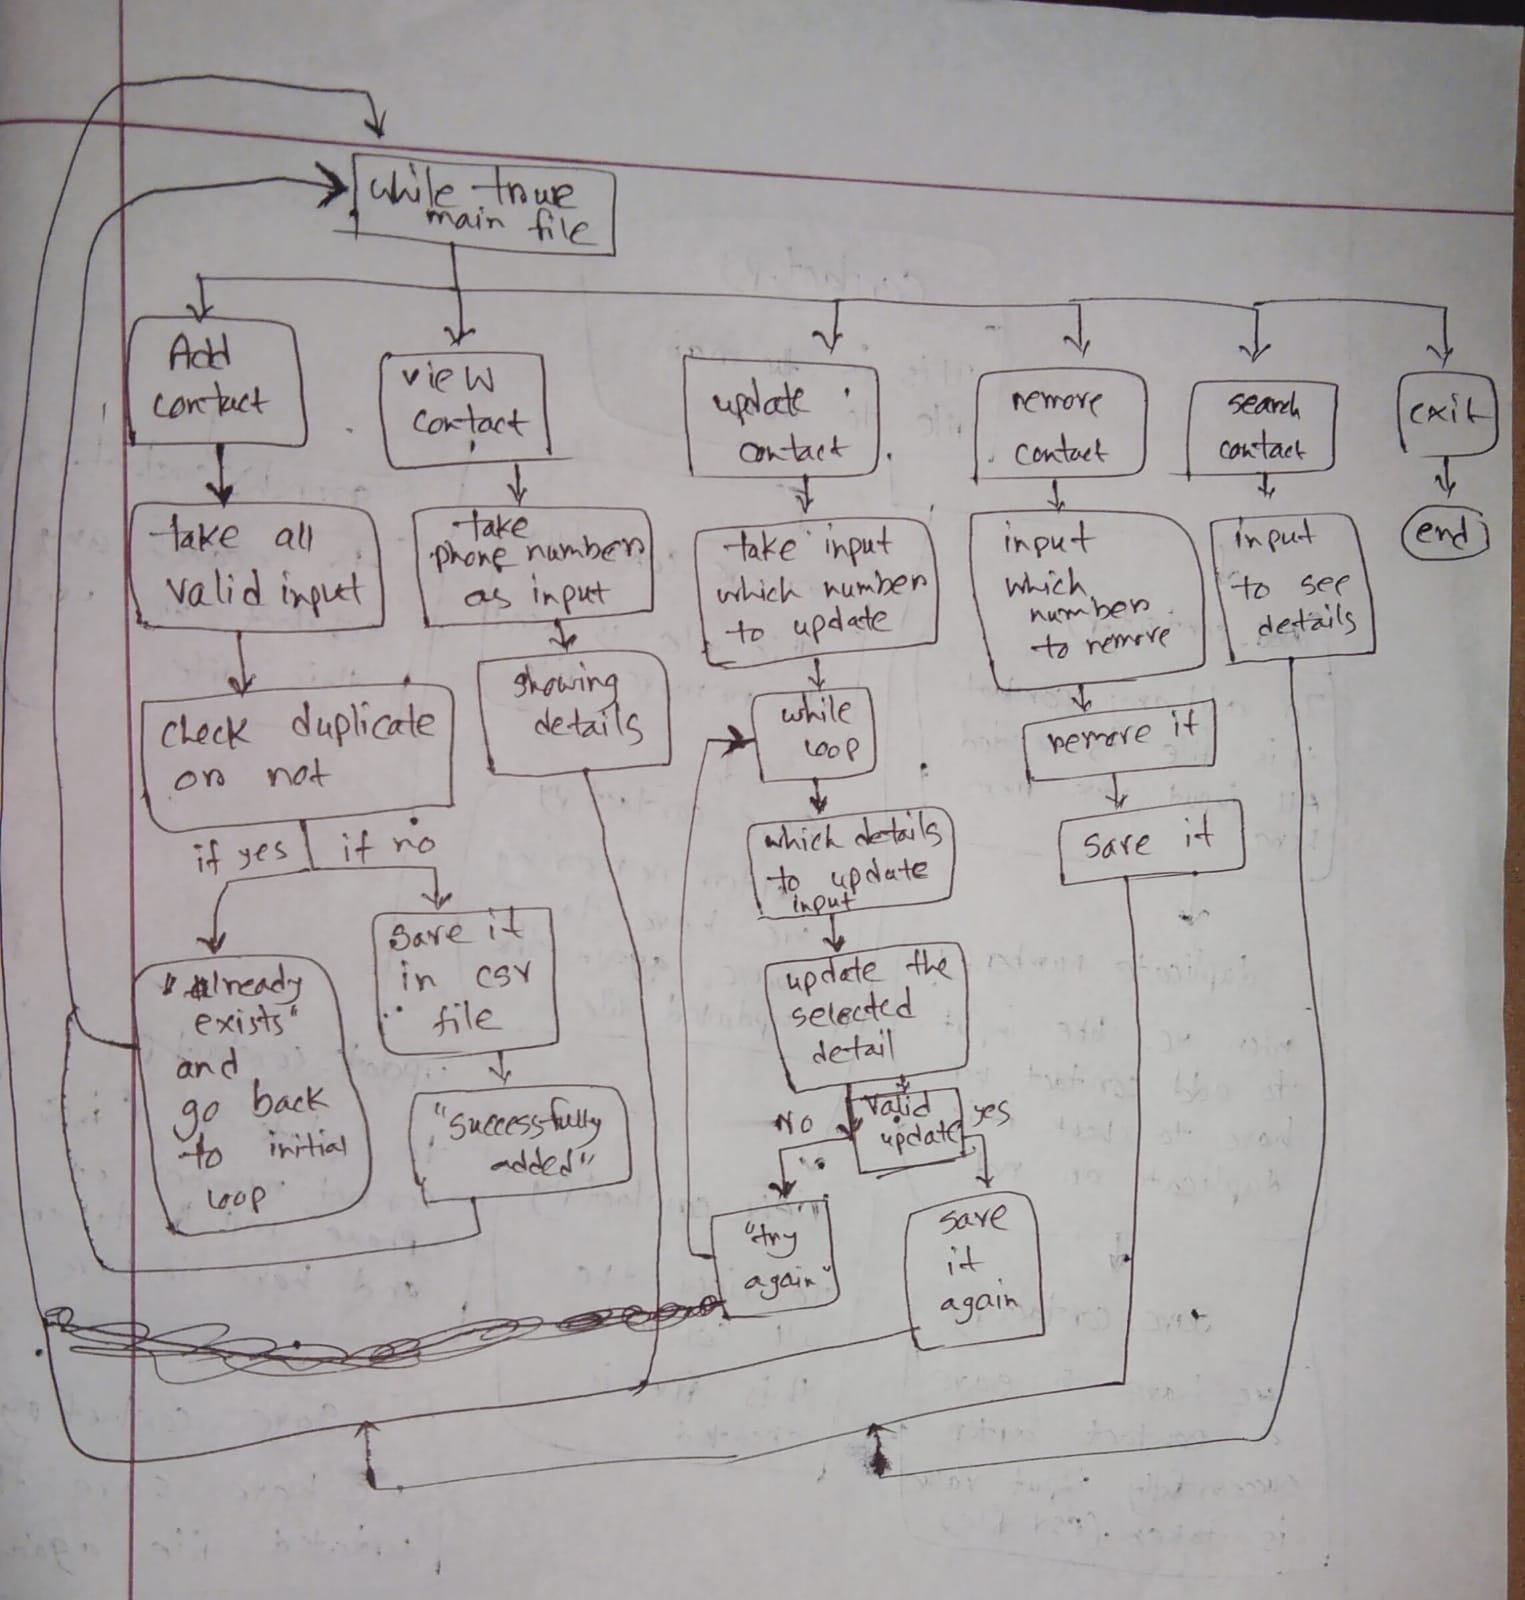 while true
main file
Add
contact
view
contact
update
contact
remove
contact
search
contact
exit
end
take all
valid input
take
phone number
as input
take input
which number
to update
input
which
number
to remove
input
to see
details
check duplicate
or not
showing
details
while
loop
remove it
save it
if yes
if no
which details
to update
input
"Already
exists"
and
go back
to initial
loop
save it
in csv
file
update the
selected
detail
"successfully
added"
No
valid
update
yes
"try
again"
save
it
again